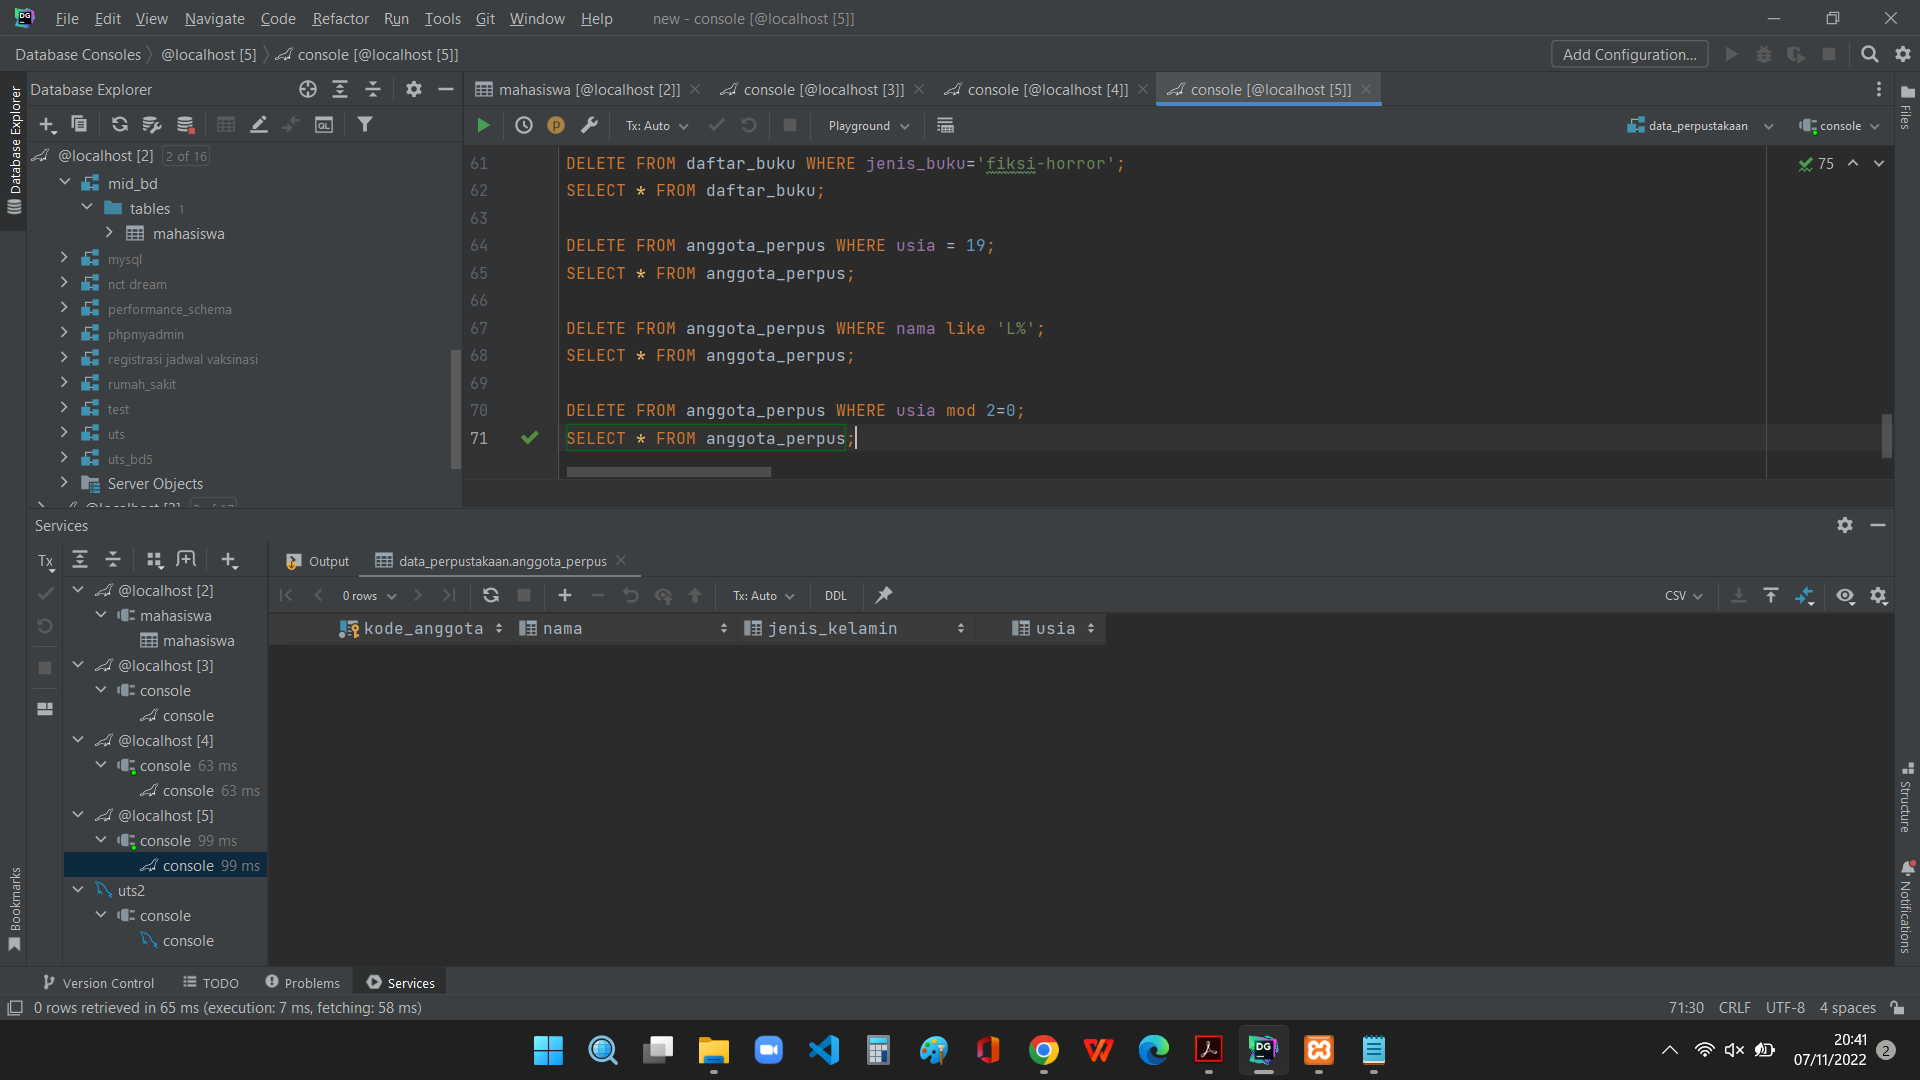 File Edit View Navigate Code Refactor Run Tools Git Window Help new - console [@localhost [5]]
Database Consoles @localhost [5] console [@localhost [5]] Add Configuration...
Database Explorer
mahasiswa [@localhost [2]] console [@localhost [3]] console [@localhost [4]] console [@localhost [5]]
Tx: Auto Playground data_perpustakaan console
Database Explorer
Files
@localhost [2] 2 of 16
mid_bd
tables 1
mahasiswa
mysql
nct dream
performance_schema
phpmyadmin
registrasi jadwal vaksinasi
rumah_sakit
test
uts
uts_bd5
Server Objects
75
61 DELETE FROM daftar_buku WHERE jenis_buku='fiksi-horror';
62 SELECT * FROM daftar_buku;
63
64 DELETE FROM anggota_perpus WHERE usia = 19;
65 SELECT * FROM anggota_perpus;
66
67 DELETE FROM anggota_perpus WHERE nama like 'L%';
68 SELECT * FROM anggota_perpus;
69
70 DELETE FROM anggota_perpus WHERE usia mod 2=0;
71 SELECT * FROM anggota_perpus;
Services
Tx
@localhost [2]
mahasiswa
mahasiswa
@localhost [3]
console
console
@localhost [4]
console 63 ms
console 63 ms
@localhost [5]
console 99 ms
console 99 ms
uts2
console
console
Output data_perpustakaan.anggota_perpus
0 rows Tx: Auto DDL CSV
kode_anggota nama jenis_kelamin usia
Structure
Notifications
Bookmarks
Version Control TODO Problems Services
0 rows retrieved in 65 ms (execution: 7 ms, fetching: 58 ms) 71:30 CRLF UTF-8 4 spaces
20:41
07/11/2022 2